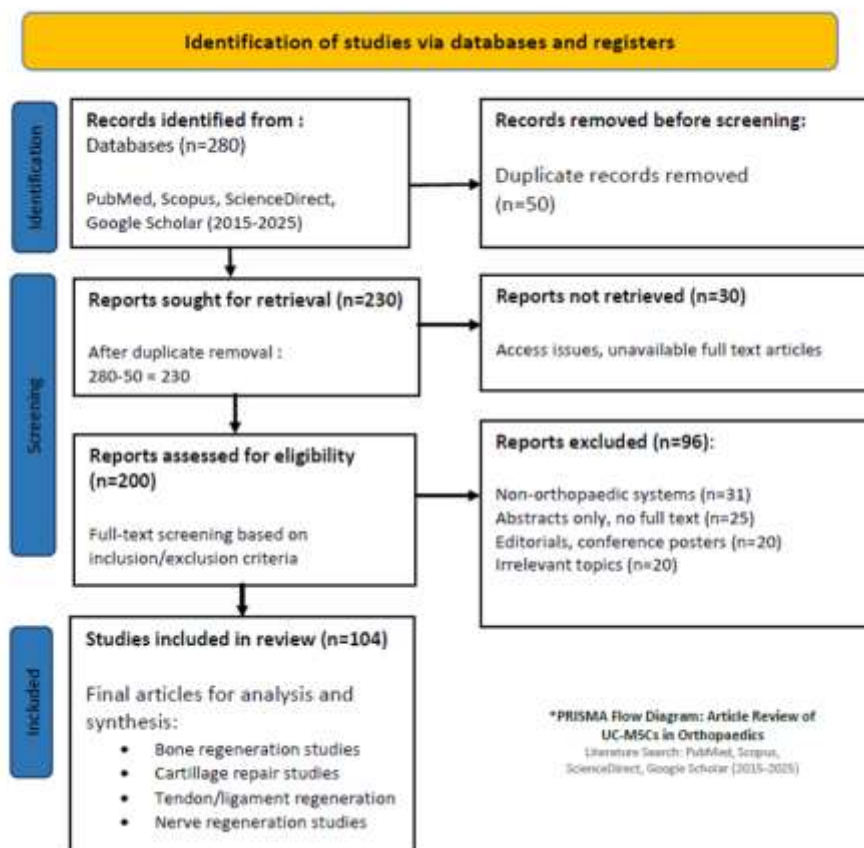 Identification of studies via databases and registers
Identification
Records identified from :
Databases (n=280)
PubMed, Scopus, ScienceDirect,
Google Scholar (2015-2025)
Records removed before screening:
Duplicate records removed
(n=50)
Screening
Reports sought for retrieval (n=230)
After duplicate removal :
280-50 = 230
Reports not retrieved (n=30)
Access issues, unavailable full text articles
Reports assessed for eligibility
(n=200)
Full-text screening based on
inclusion/exclusion criteria
Reports excluded (n=96):
Non-orthopaedic systems (n=31)
Abstracts only, no full text (n=25)
Editorials, conference posters (n=20)
Irrelevant topics (n=20)
Included
Studies included in review (n=104)
Final articles for analysis and
synthesis:
• Bone regeneration studies
• Cartilage repair studies
• Tendon/ligament regeneration
• Nerve regeneration studies
*PRISMA Flow Diagram: Article Review of
UC-MSCs in Orthopaedics
Literature Search: PubMed, Scopus,
ScienceDirect, Google Scholar (2015-2025)